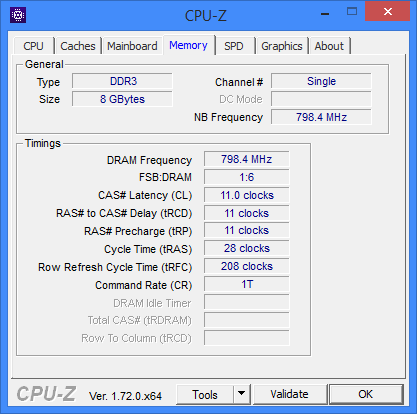 CPU-Z
CPU Caches Mainboard Memory SPD Graphics About
General
Type DDR3 Channel # Single
Size 8 GBytes DC Mode
NB Frequency 798.4 MHz
Timings
DRAM Frequency 798.4 MHz
FSB:DRAM 1:6
CAS# Latency (CL) 11.0 clocks
RAS# to CAS# Delay (tRCD) 11 clocks
RAS# Precharge (tRP) 11 clocks
Cycle Time (tRAS) 28 clocks
Row Refresh Cycle Time (tRFC) 208 clocks
Command Rate (CR) 1T
DRAM Idle Timer
Total CAS# (tRDRAM)
Row To Column (tRCD)
CPU-Z Ver. 1.72.0.x64 Tools Validate OK